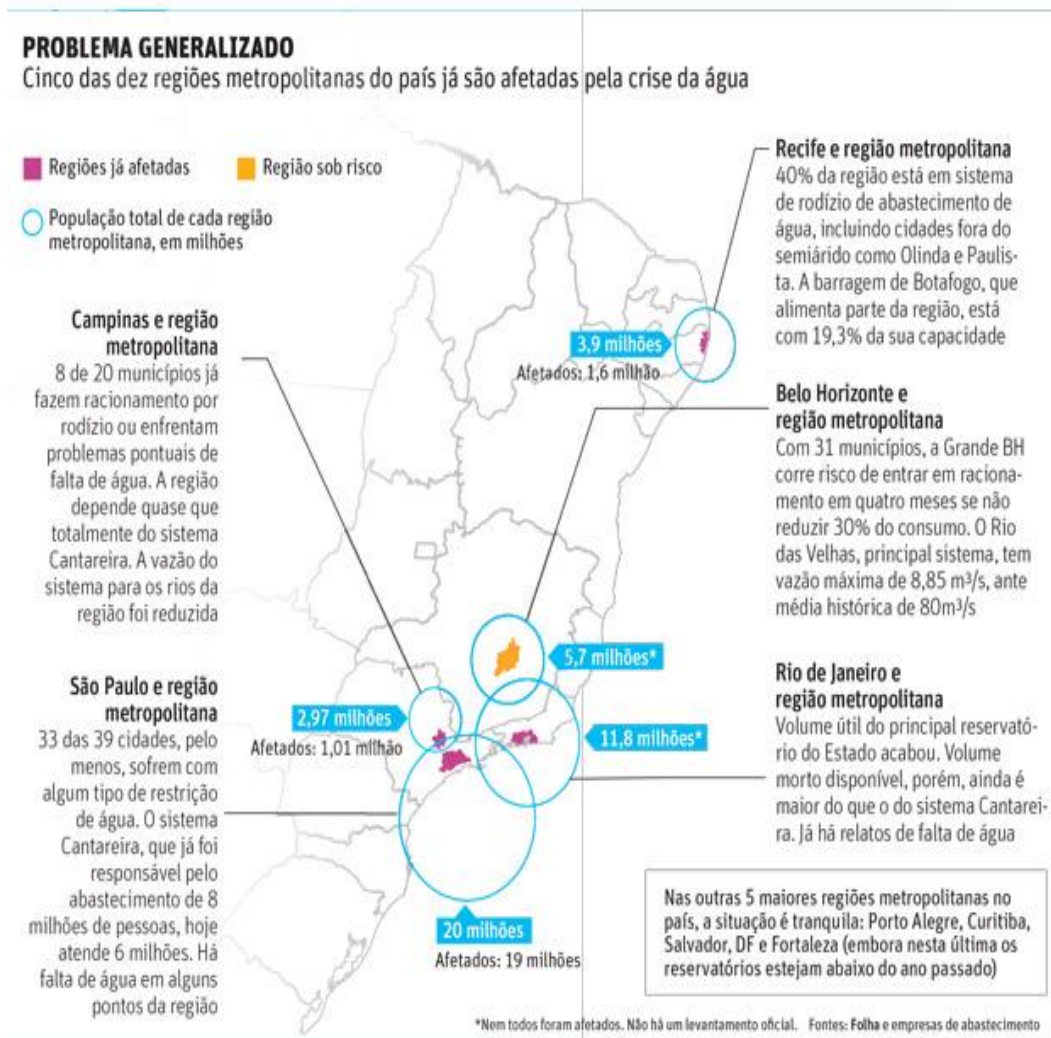 PROBLEMA GENERALIZADO
Cinco das dez regiões metropolitanas do país já são afetadas pela crise da água
Regiões já afetadas
Região sob risco
População total de cada região
metropolitana, em milhões
Campinas e região
metropolitana
8 de 20 municípios já
fazem racionamento por
rodízio ou enfrentam
problemas pontuais de
falta de água. A região
depende quase que
totalmente do sistema
Cantareira. A vazão do
sistema para os rios da
região foi reduzida
São Paulo e região
metropolitana
33 das 39 cidades, pelo
menos, sofrem com
algum tipo de restrição
de água. O sistema
Cantareira, que já foi
responsável pelo
abastecimento de 8
milhões de pessoas, hoje
atende 6 milhões. Há
falta de água em alguns
pontos da região
3,9 milhões
Afetados: 1,6 milhão
5,7 milhões*
2,97 milhões
Afetados: 1,01 milhão
11,8 milhões*
20 milhões
Afetados: 19 milhões
Recife e região metropolitana
40% da região está em sistema
de rodízio de abastecimento de
água, incluindo cidades fora do
semiárido como Olinda e Paulis-
ta. A barragem de Botafogo, que
alimenta parte da região, está
com 19,3% da sua capacidade
Belo Horizonte e
região metropolitana
Com 31 municípios, a Grande BH
corre risco de entrar em raciona-
mento em quatro meses se não
reduzir 30% do consumo. O Rio
das Velhas, principal sistema, tem
vazão máxima de 8,85 m³/s, ante
média histórica de 80m³/s
Rio de Janeiro e
região metropolitana
Volume útil do principal reservató-
rio do Estado acabou. Volume
morto disponível, porém, ainda é
maior do que o do sistema Cantarei-
ra. Já há relatos de falta de água
Nas outras 5 maiores regiões metropolitanas no
país, a situação é tranquila: Porto Alegre, Curitiba,
Salvador, DF e Fortaleza (embora nesta última os
reservatórios estejam abaixo do ano passado)
*Nem todos foram afetados. Não há um levantamento oficial. Fontes: Folha e empresas de abastecimento